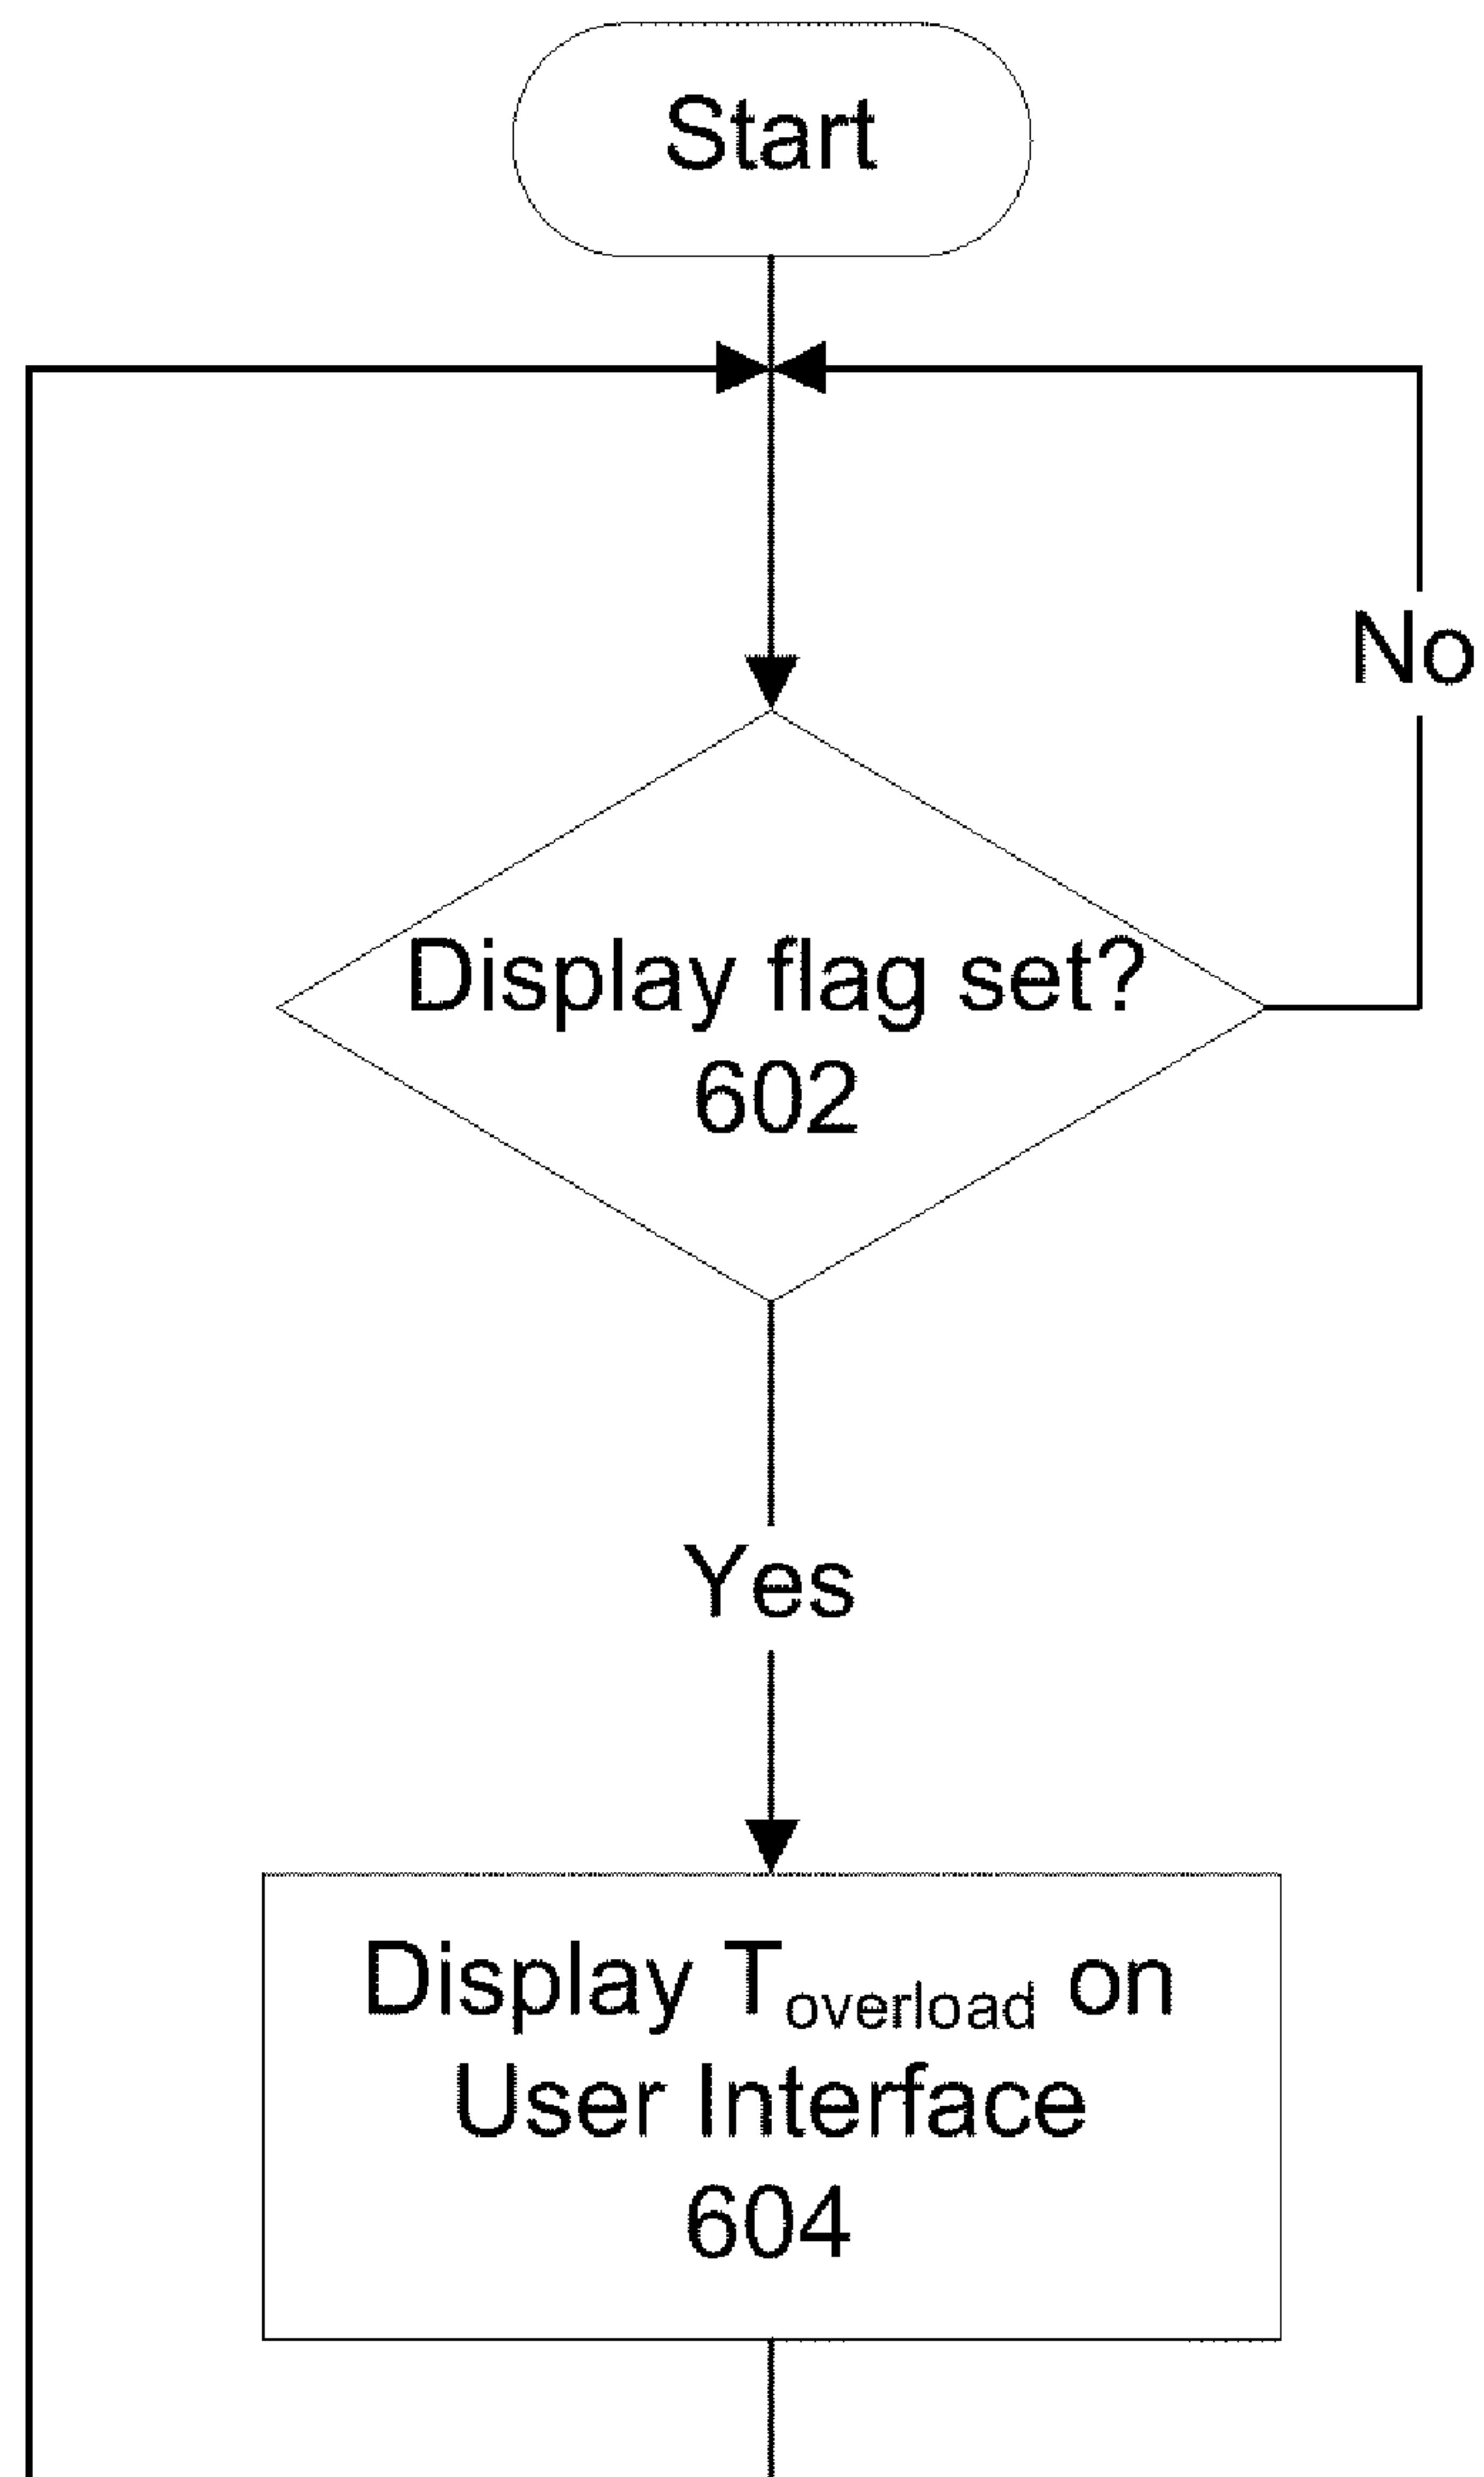 Start
No
Display flag set?
602
Yes
Display Toverload on
User Interface
604